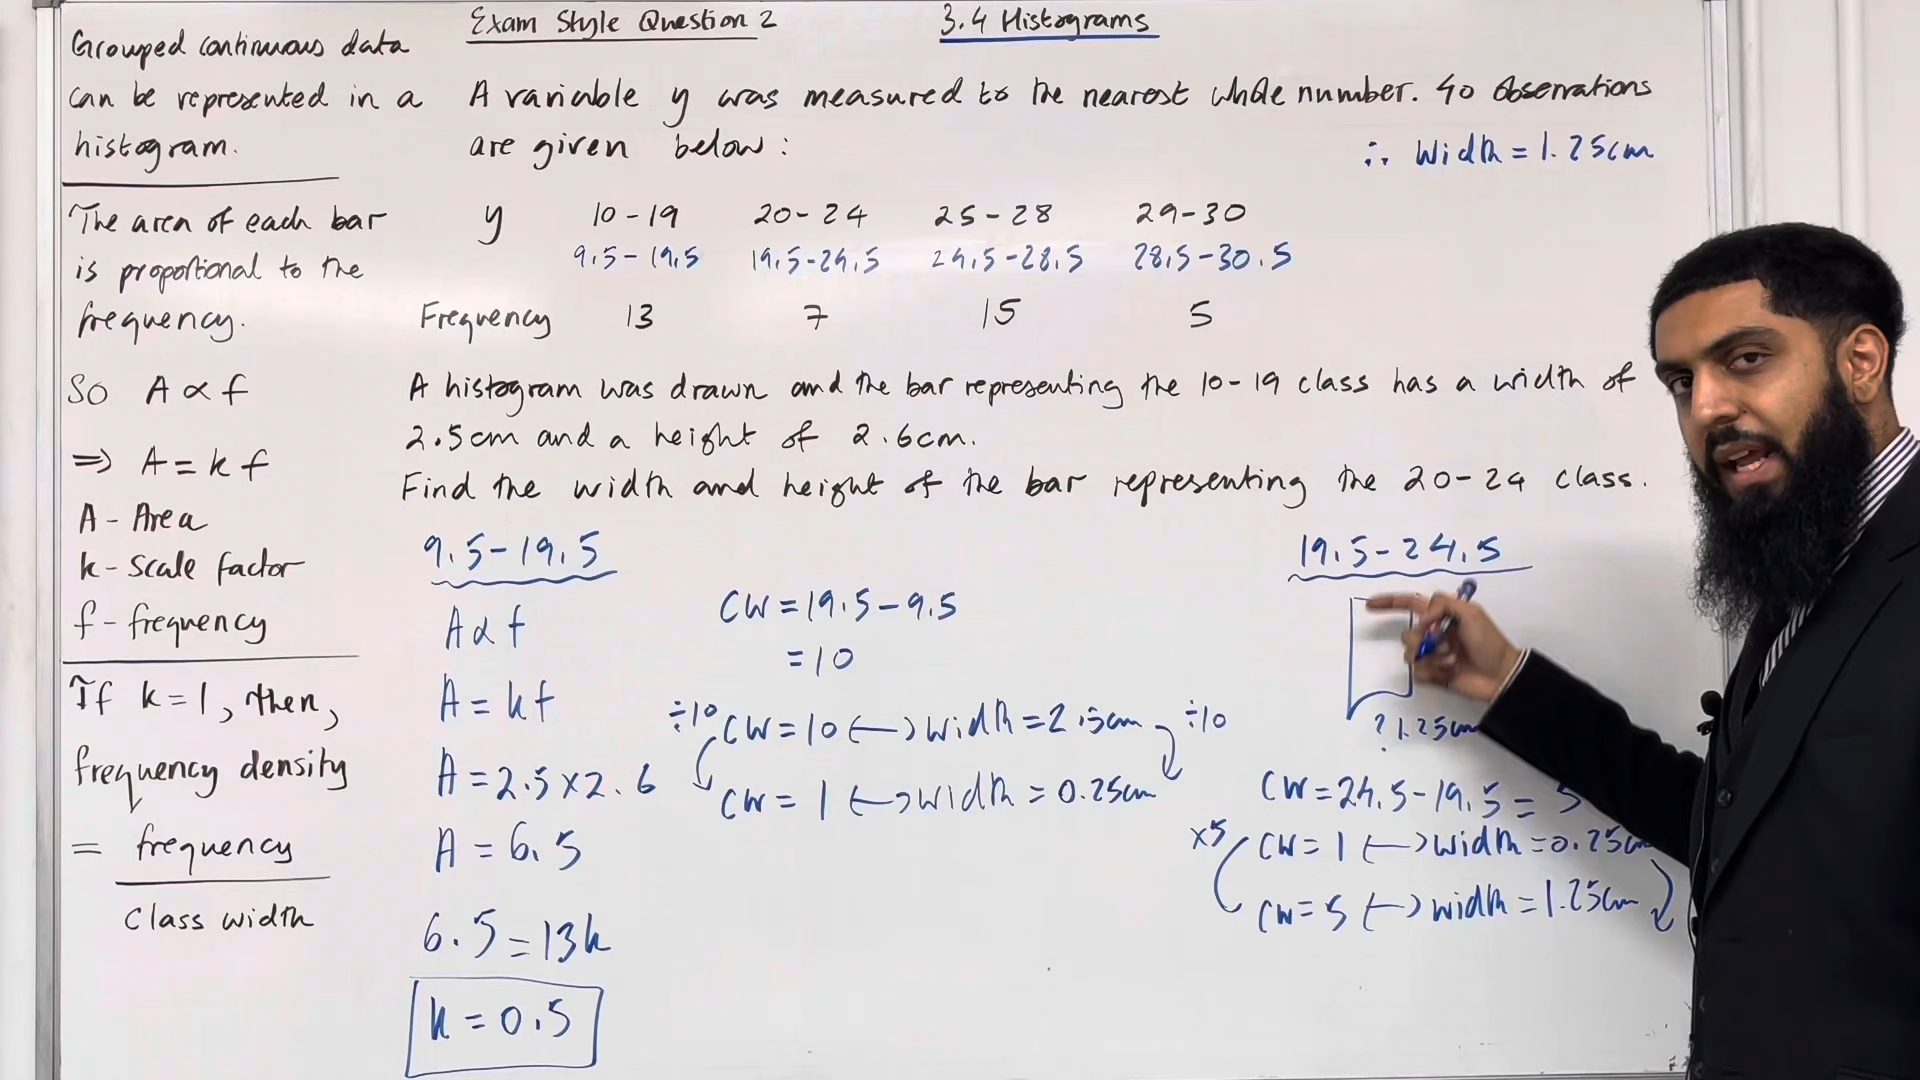 Exam Style Question 2
3.4 Histograms
Grouped continuous data
can be represented in a
histogram.
The area of each bar
is proportional to the
frequency.
So A ∝ f
⇒ A = k f
A - Area
k - scale factor
f - frequency
If k = 1, then,
frequency density
= frequency
class width
A variable y was measured to the nearest whole number. 40 observations
are given below:
∴ Width = 1.25cm
y 10-19 20-24 25-28 29-30
9.5-19.5 19.5-24.5 24.5-28.5 28.5-30.5
Frequency 13 7 15 5
A histogram was drawn and the bar representing the 10-19 class has a width of
2.5cm and a height of 2.6cm.
Find the width and height of the bar representing the 20-24 class.
9.5-19.5
A ∝ f
A = kf
A = 2.5×2.6
A = 6.5
6.5 = 13k
k = 0.5
CW = 19.5-9.5
= 10
÷10 CW = 10 ↔ width = 2.5cm ÷10
CW = 1 ↔ width = 0.25cm
19.5-24.5
? 1.25cm
CW = 24.5-19.5 = 5
×5 CW = 1 ↔ width = 0.25cm
CW = 5 ↔ width = 1.25cm